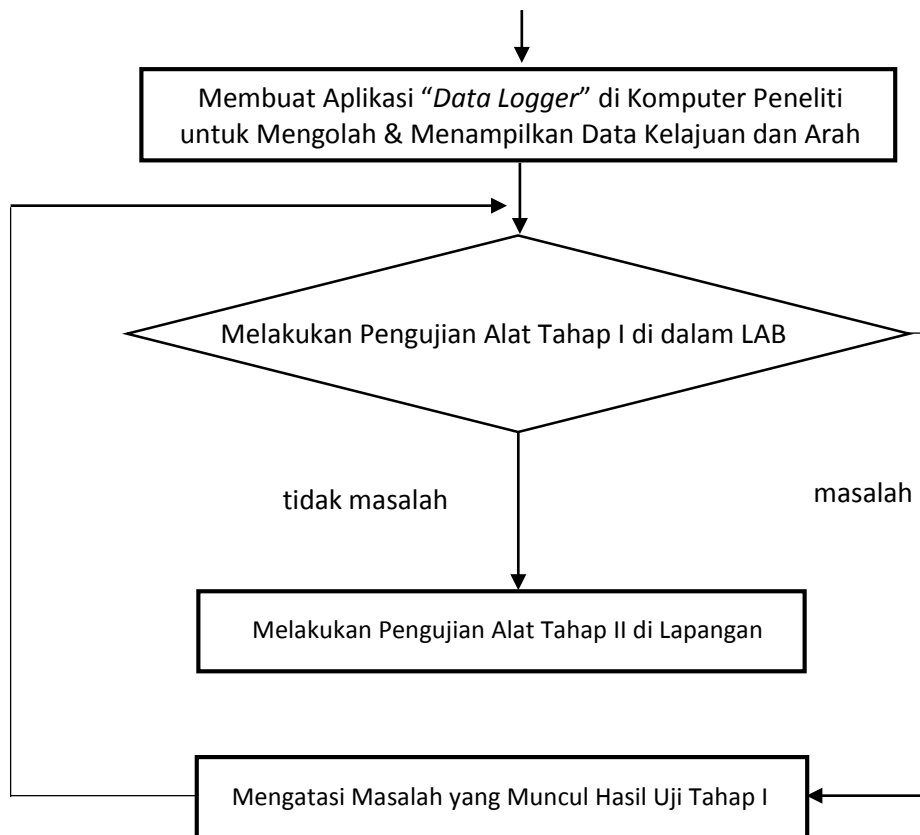 Membuat Aplikasi “Data Logger” di Komputer Peneliti
untuk Mengolah & Menampilkan Data Kelajuan dan Arah
Melakukan Pengujian Alat Tahap I di dalam LAB
tidak masalah
masalah
Melakukan Pengujian Alat Tahap II di Lapangan
Mengatasi Masalah yang Muncul Hasil Uji Tahap I